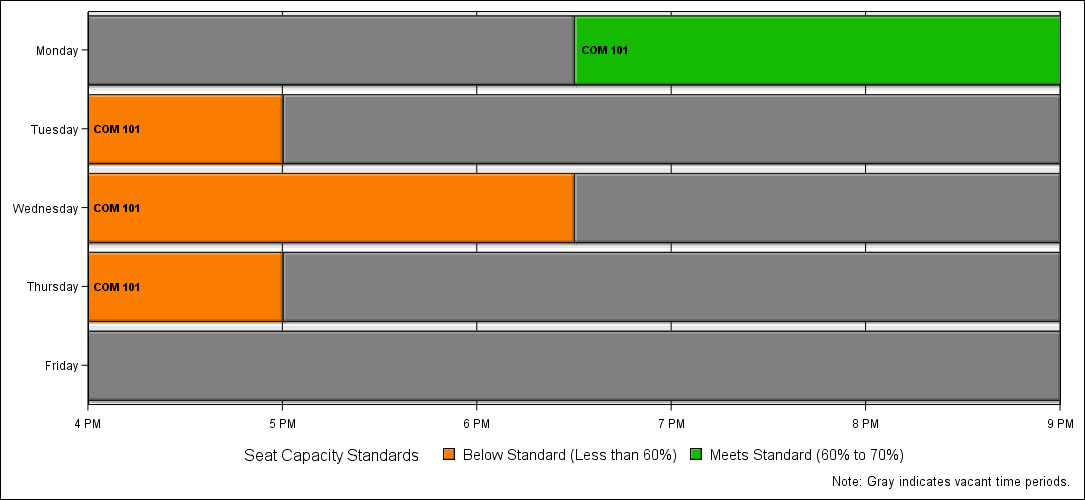 Monday
COM 101
Tuesday
COM 101
Wednesday
COM 101
Thursday
COM 101
Friday
4 PM 5 PM 6 PM 7 PM 8 PM 9 PM
Seat Capacity Standards Below Standard (Less than 60%) Meets Standard (60% to 70%)
Note: Gray indicates vacant time periods.